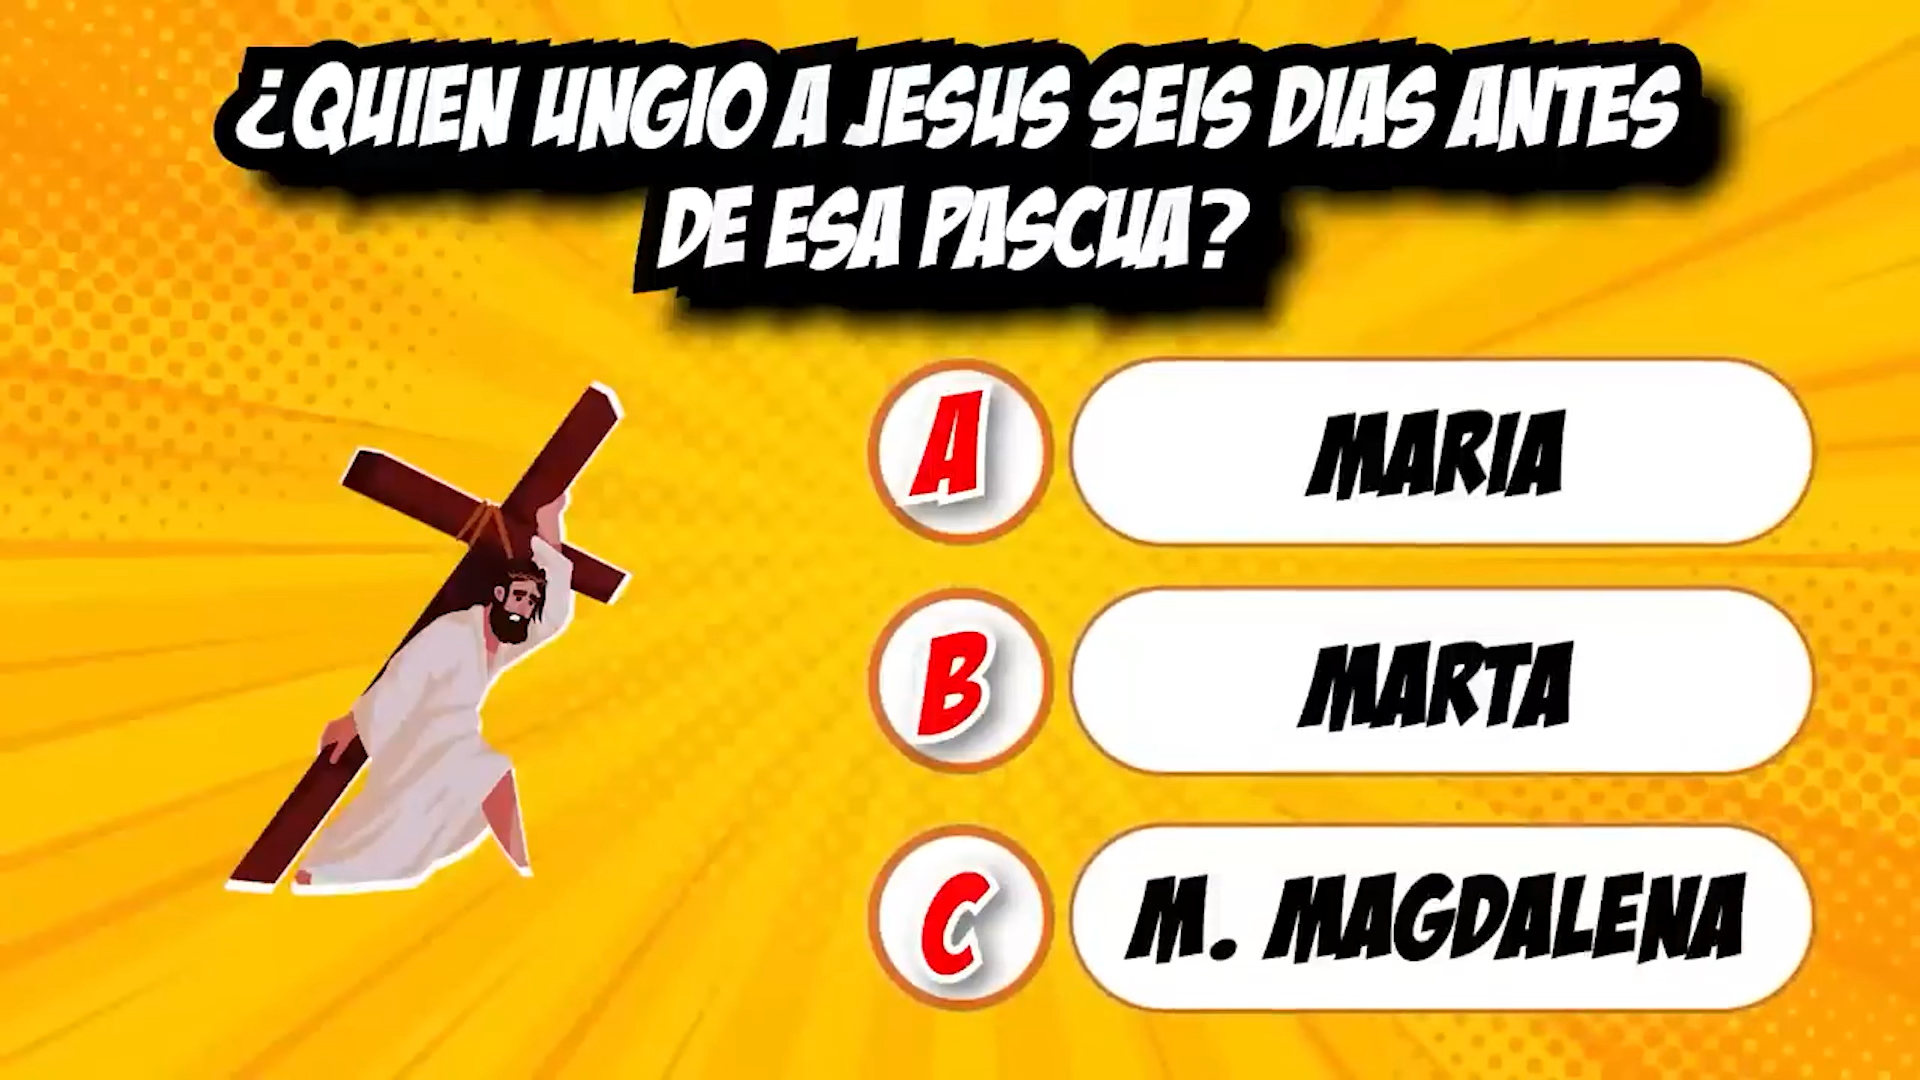 ¿QUIEN UNGIO A JESUS SEIS DIAS ANTES
DE ESA PASCUA?
A MARIA
B MARTA
C M. MAGDALENA